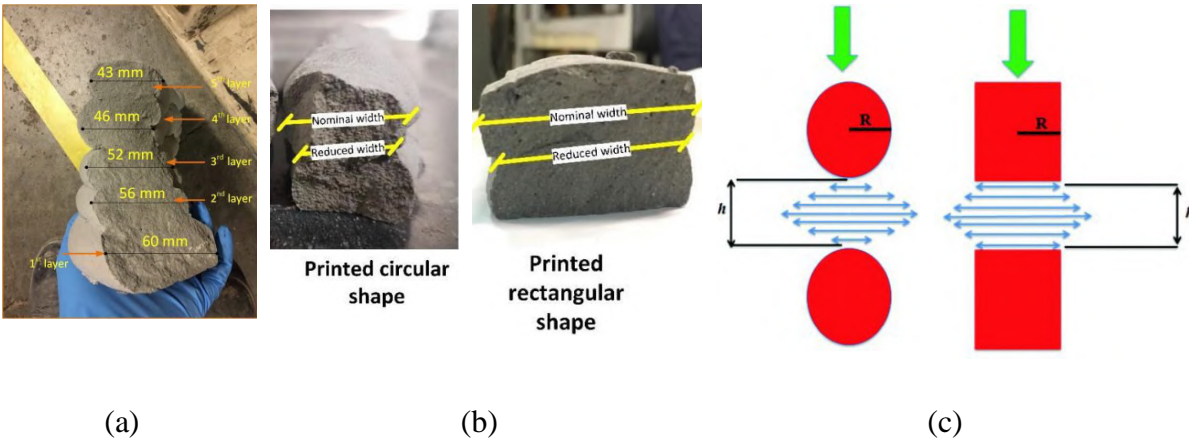 43 mm
5th layer
46 mm
4th layer
52 mm
3rd layer
56 mm
2nd layer
60 mm
1st layer
Nominal width
Reduced width
Printed circular
shape
Nominal width
Reduced width
Printed
rectangular
shape
R
R
h
h
(a)
(b)
(c)